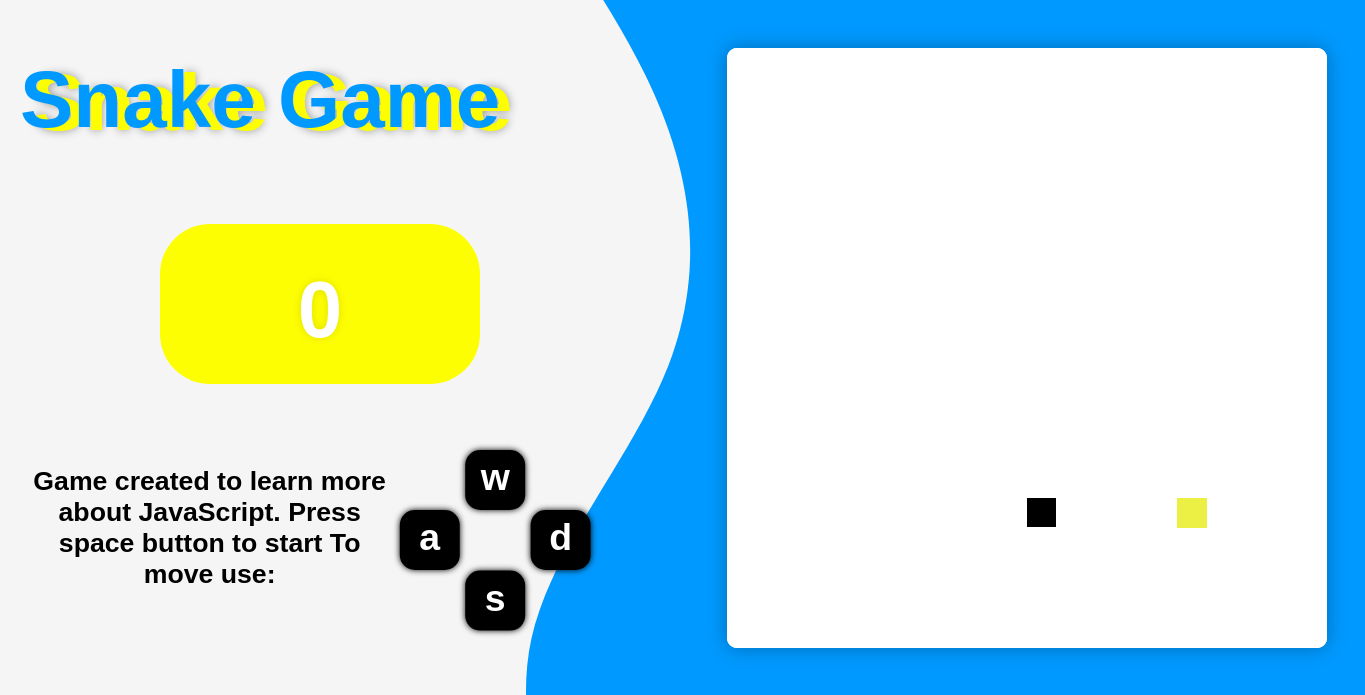 Snake Game
0
Game created to learn more
about JavaScript. Press
space button to start To
move use:
w
a d
s